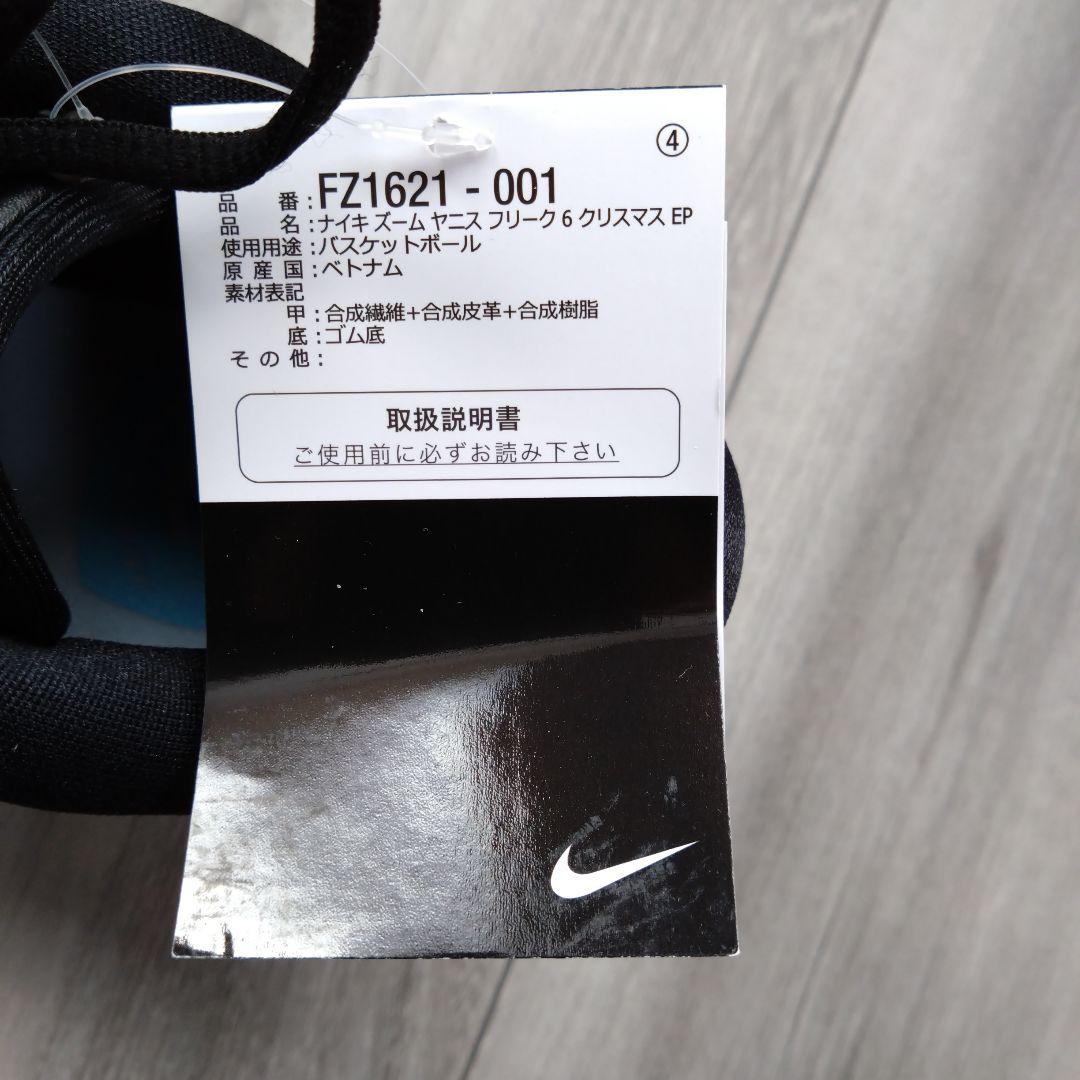 ④
品番:FZ1621-001
品名:ナイキ ズーム ヤニス フリーク 6 クリスマス EP
使用用途:バスケットボール
原産国:ベトナム
素材表記
甲:合成繊維+合成皮革+合成樹脂
底:ゴム底
その他:
取扱説明書
ご使用前に必ずお読み下さい